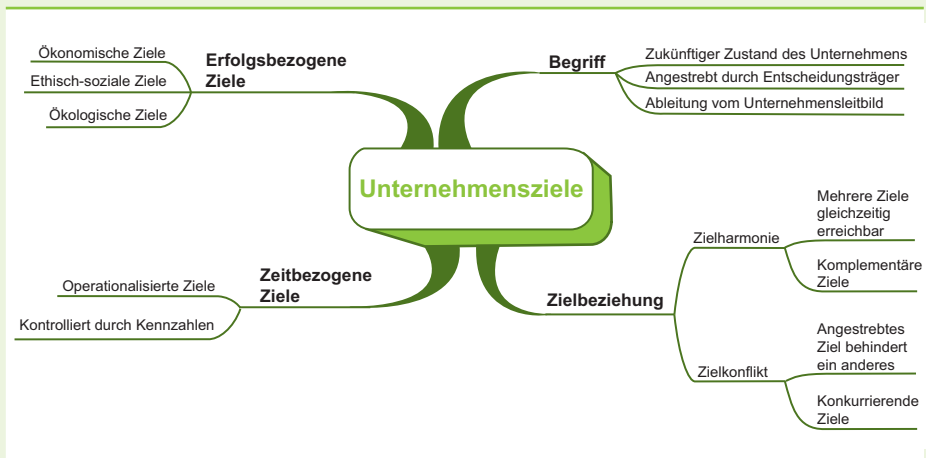 Unternehmensziele
Erfolgsbezogene
Ziele
Ökonomische Ziele
Ethisch-soziale Ziele
Ökologische Ziele
Begriff
Zukünftiger Zustand des Unternehmens
Angestrebt durch Entscheidungsträger
Ableitung vom Unternehmensleitbild
Zeitbezogene
Ziele
Operationalisierte Ziele
Kontrolliert durch Kennzahlen
Zielbeziehung
Zielharmonie
Mehrere Ziele
gleichzeitig
erreichbar
Komplementäre
Ziele
Zielkonflikt
Angestrebtes
Ziel behindert
ein anderes
Konkurrierende
Ziele